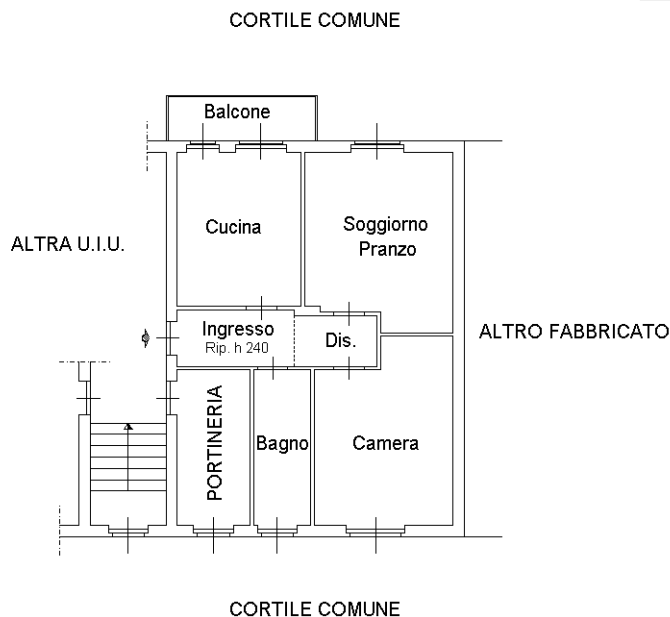 CORTILE COMUNE
Balcone
Cucina
Soggiorno
Pranzo
ALTRA U.I.U.
Ingresso
Rip. h 240
Dis.
ALTRO FABBRICATO
PORTINERIA
Bagno
Camera
CORTILE COMUNE